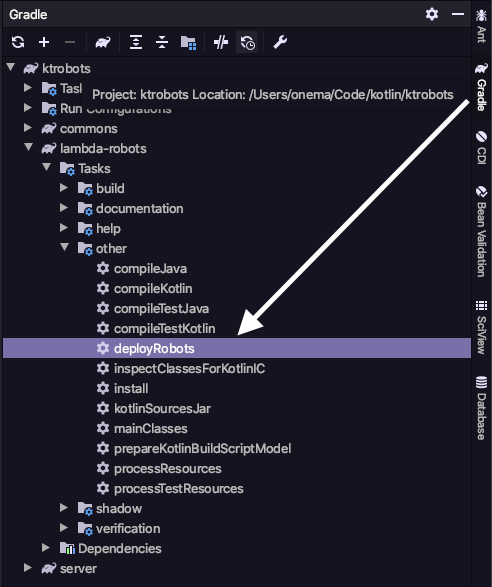 Gradle
ktrobots
Tas
Project: ktrobots Location: /Users/onema/Code/kotlin/ktrobots
Run Configurations
commons
lambda-robots
Tasks
build
documentation
help
other
compileJava
compileKotlin
compileTestJava
compileTestKotlin
deployRobots
inspectClassesForKotlinIC
install
kotlinSourcesJar
mainClasses
prepareKotlinBuildScriptModel
processResources
processTestResources
shadow
verification
Dependencies
server
Ant
Gradle
CDI
Bean Validation
SciView
Database